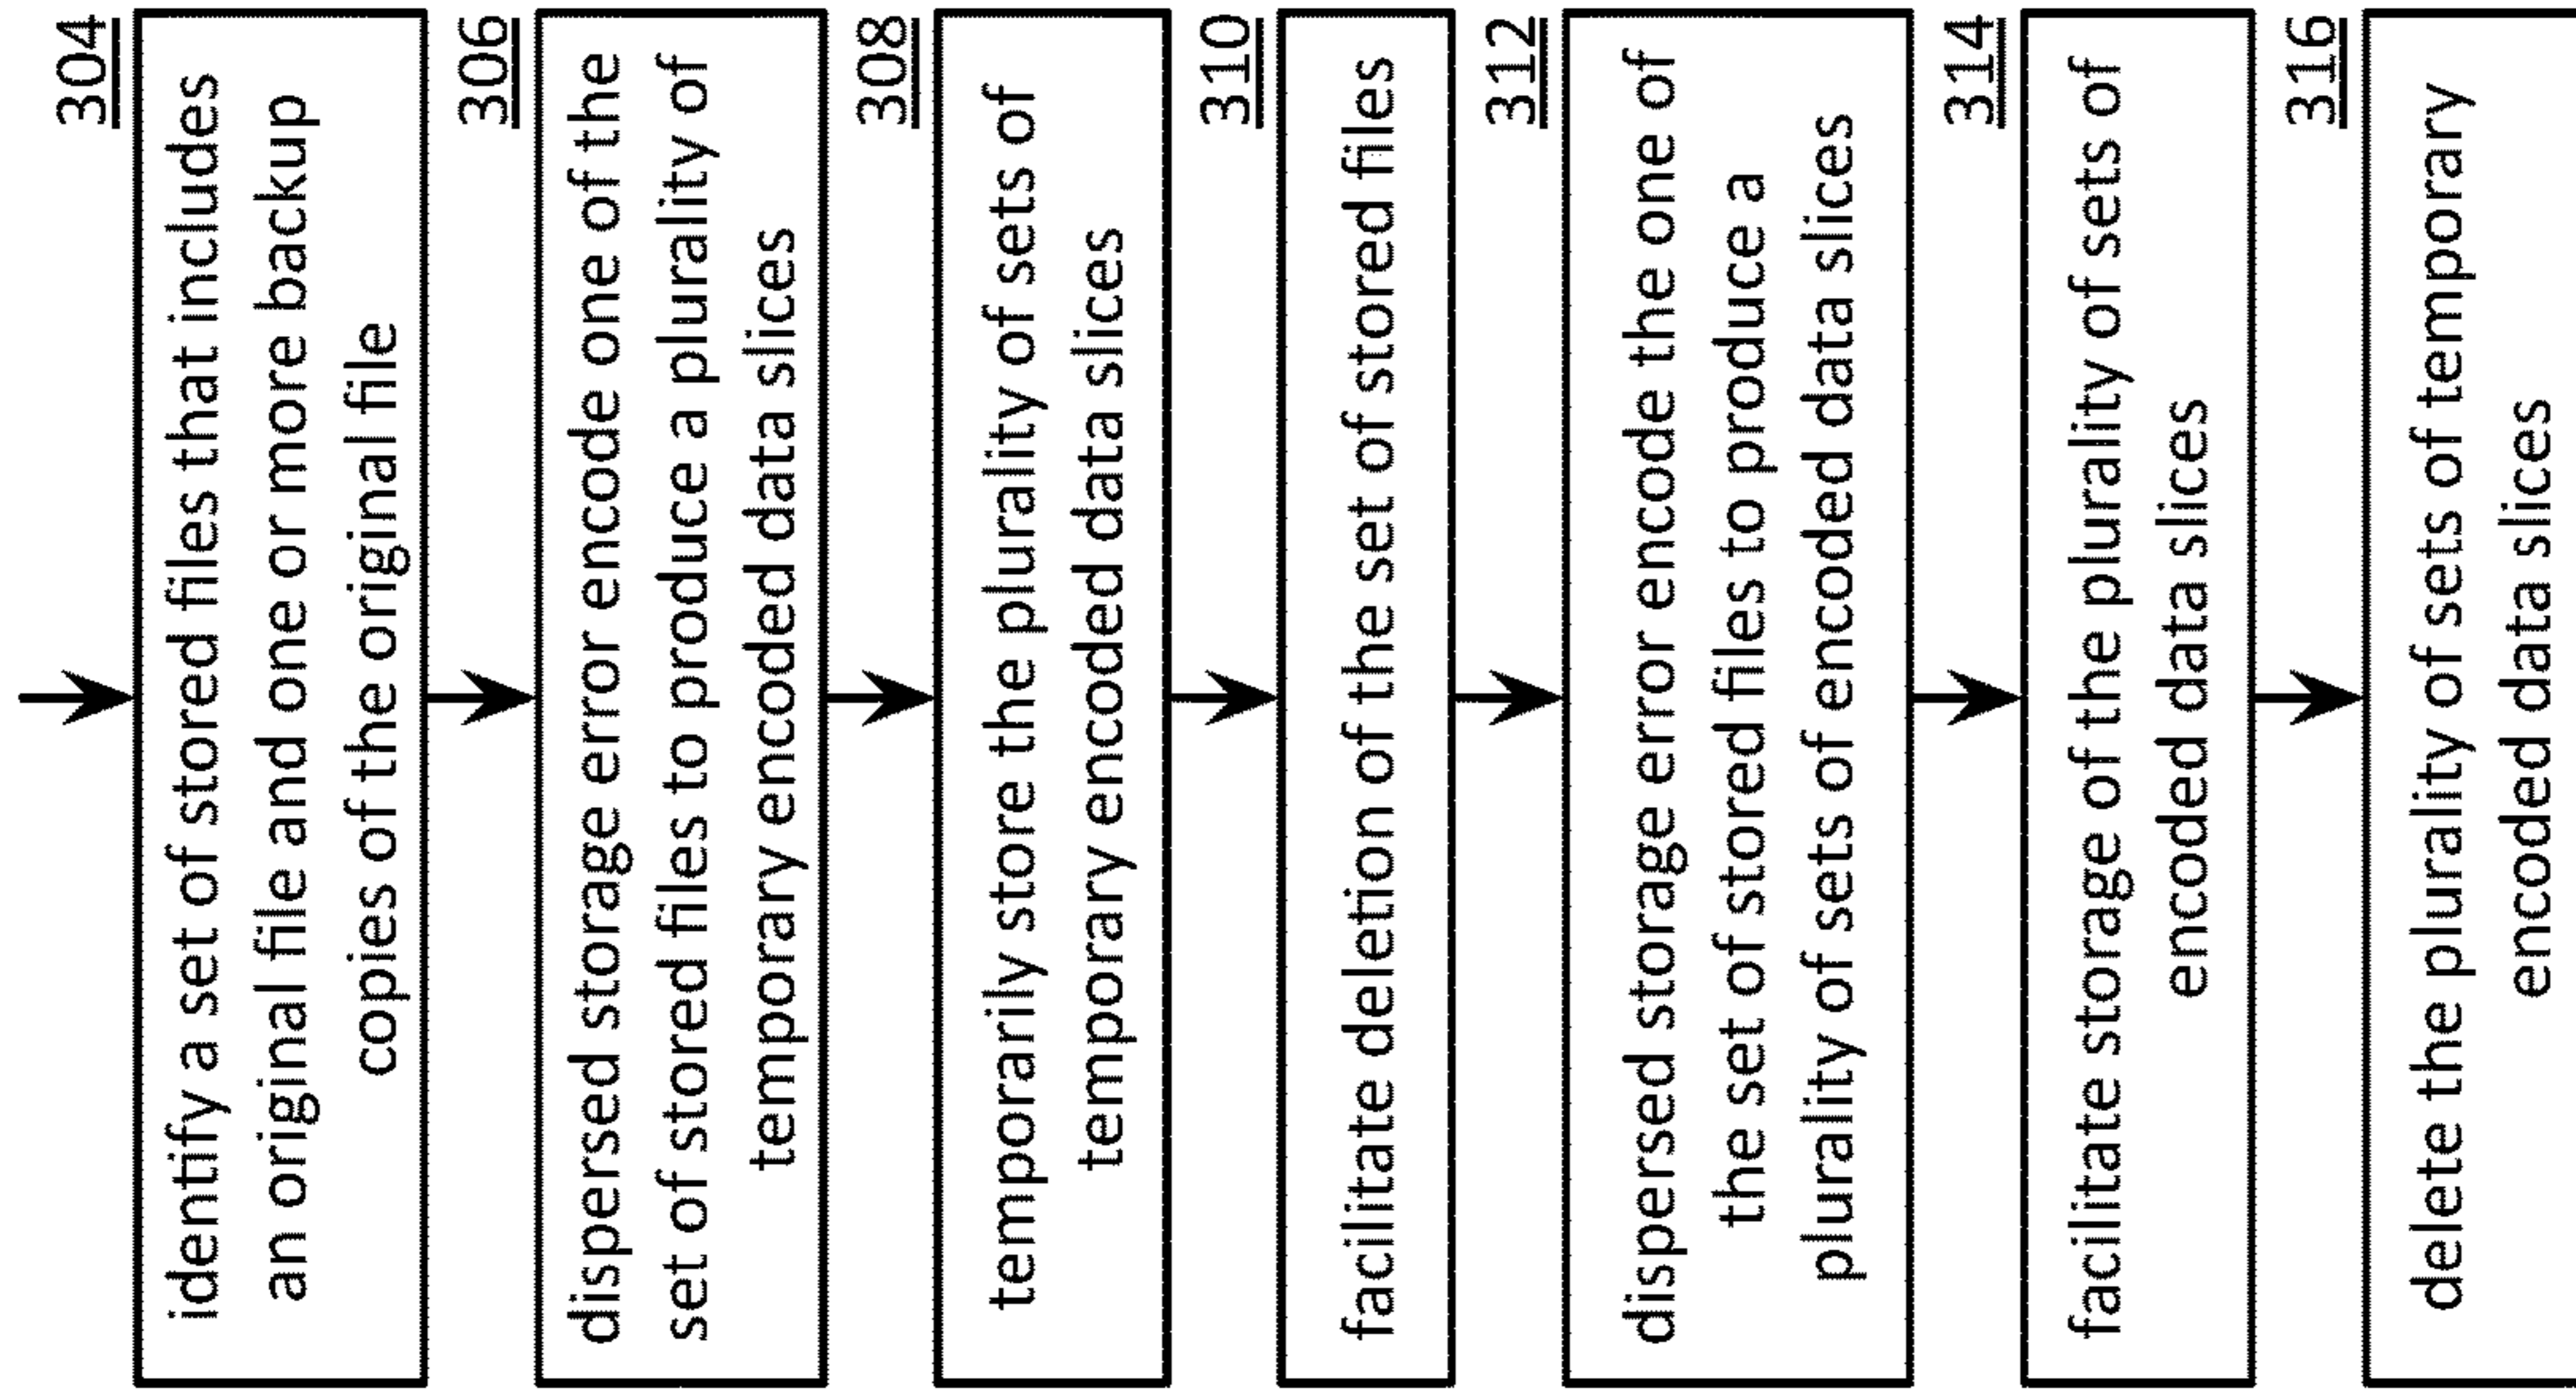 304
identify a set of stored files that includes
an original file and one or more backup
copies of the original file
306
dispersed storage error encode one of the
set of stored files to produce a plurality of
temporary encoded data slices
308
temporarily store the plurality of sets of
temporary encoded data slices
310
facilitate deletion of the set of stored files
312
dispersed storage error encode the one of
the set of stored files to produce a
plurality of sets of encoded data slices
314
facilitate storage of the plurality of sets of
encoded data slices
316
delete the plurality of sets of temporary
encoded data slices